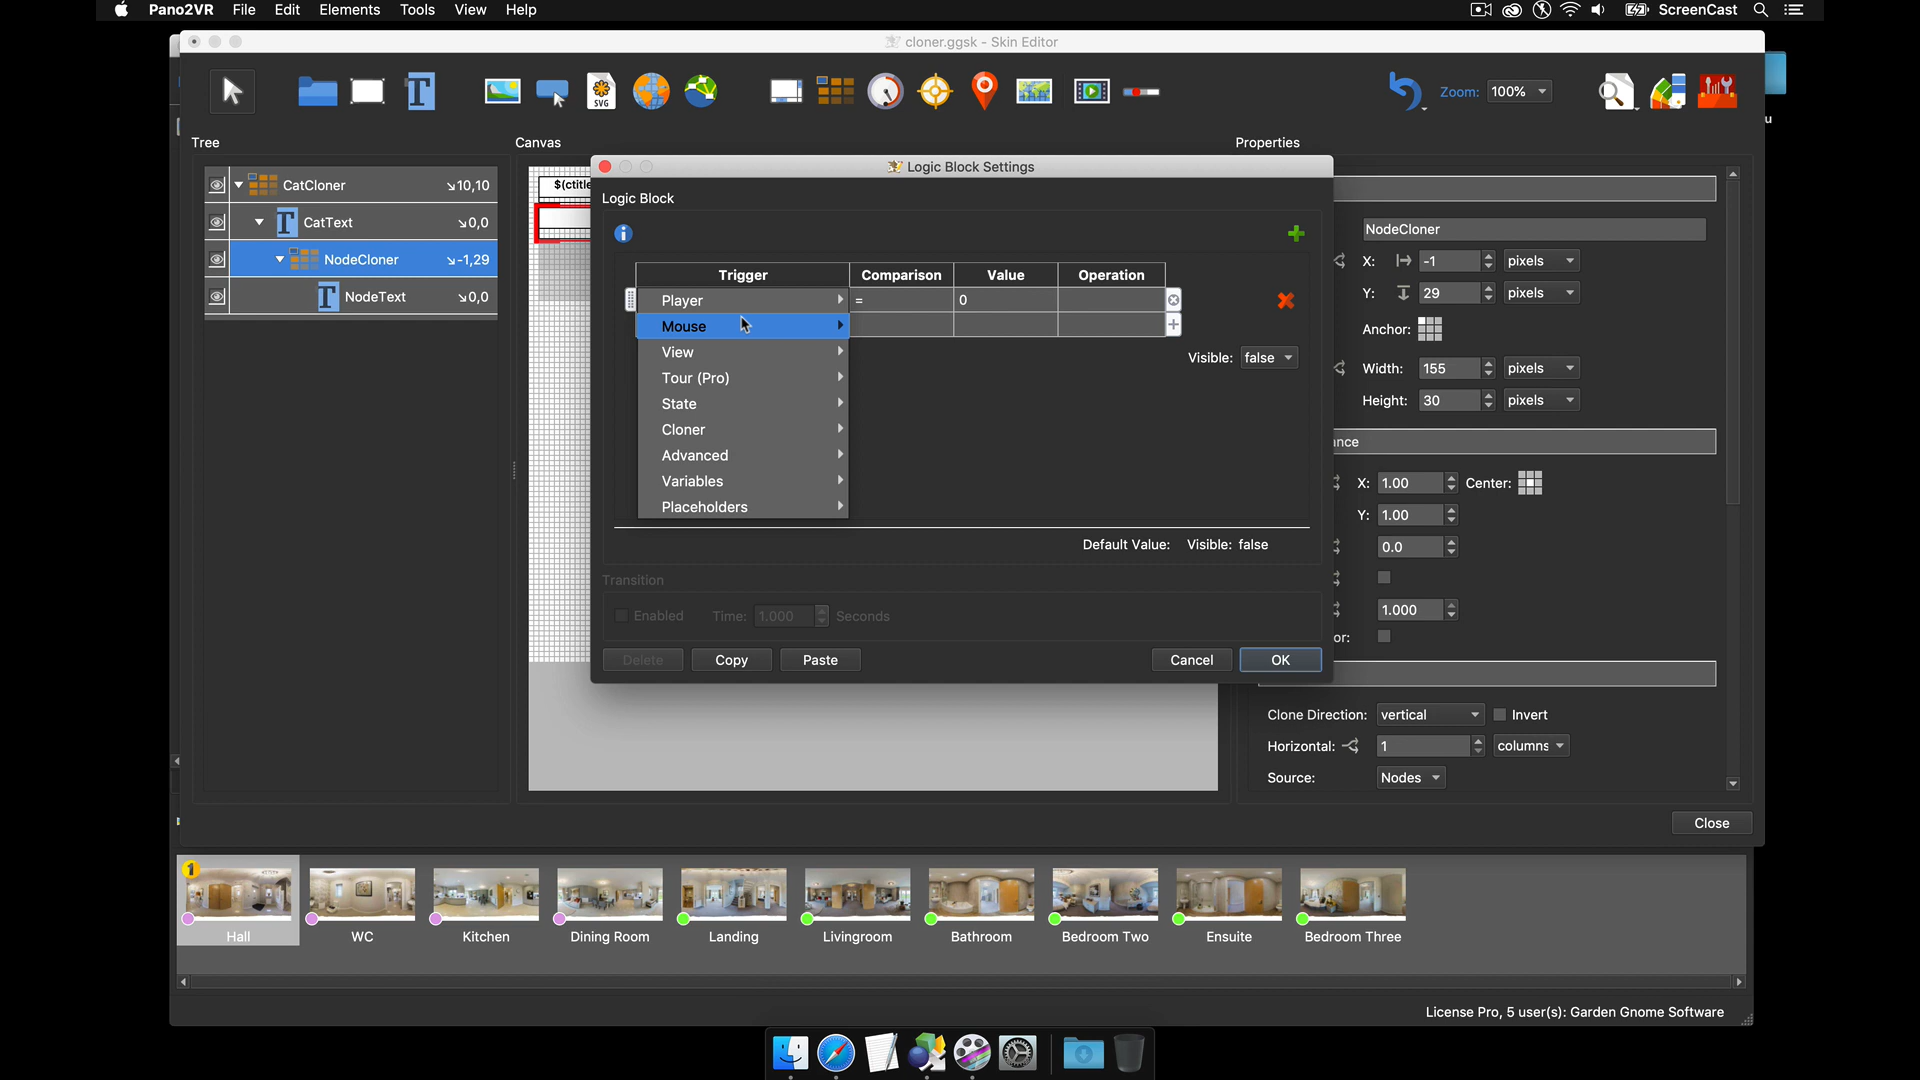 Pano2VR File Edit Elements Tools View Help ScreenCast
cloner.ggsk - Skin Editor
SVG Zoom: 100%
Tree Canvas Properties
CatCloner 10,10
CatText 0,0
NodeCloner -1,29
NodeText 0,0
$(ctitle
Logic Block Settings
Logic Block
Trigger Comparison Value Operation
Player = 0
Mouse
View
Tour (Pro)
State
Cloner
Advanced
Variables
Placeholders
Visible: false
Default Value: Visible: false
Transition
Enabled Time: 1.000 Seconds
Delete Copy Paste Cancel OK
NodeCloner
X: -1 pixels
Y: 29 pixels
Anchor:
Width: 155 pixels
Height: 30 pixels
ance
X: 1.00 Center:
Y: 1.00
0.0
1.000
or:
Clone Direction: vertical Invert
Horizontal: 1 columns
Source: Nodes
Close
1
Hall WC Kitchen Dining Room Landing Livingroom Bathroom Bedroom Two Ensuite Bedroom Three
License Pro, 5 user(s): Garden Gnome Software